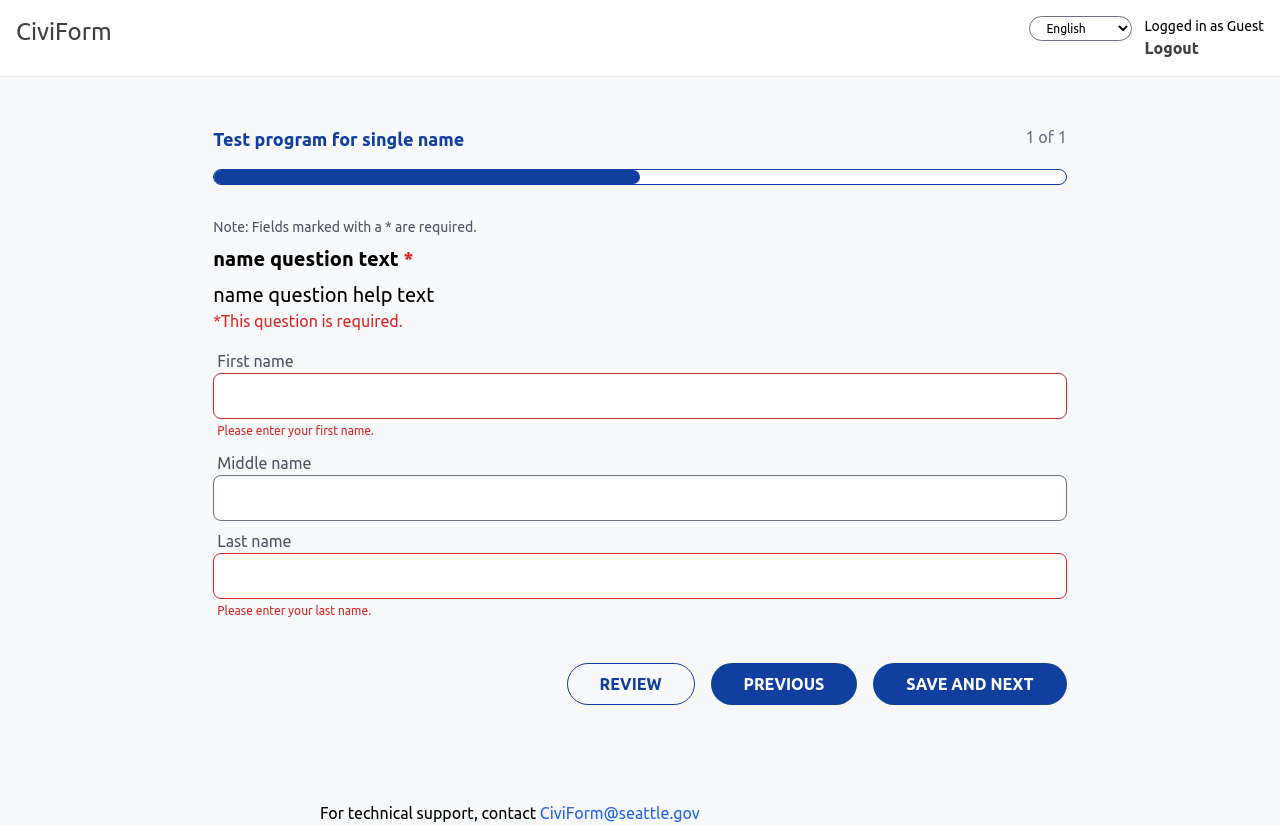 CiviForm
English
Logged in as Guest
Logout
Test program for single name
1 of 1
Note: Fields marked with a * are required.
name question text *
name question help text
*This question is required.
First name
Please enter your first name.
Middle name
Last name
Please enter your last name.
REVIEW
PREVIOUS
SAVE AND NEXT
For technical support, contact CiviForm@seattle.gov